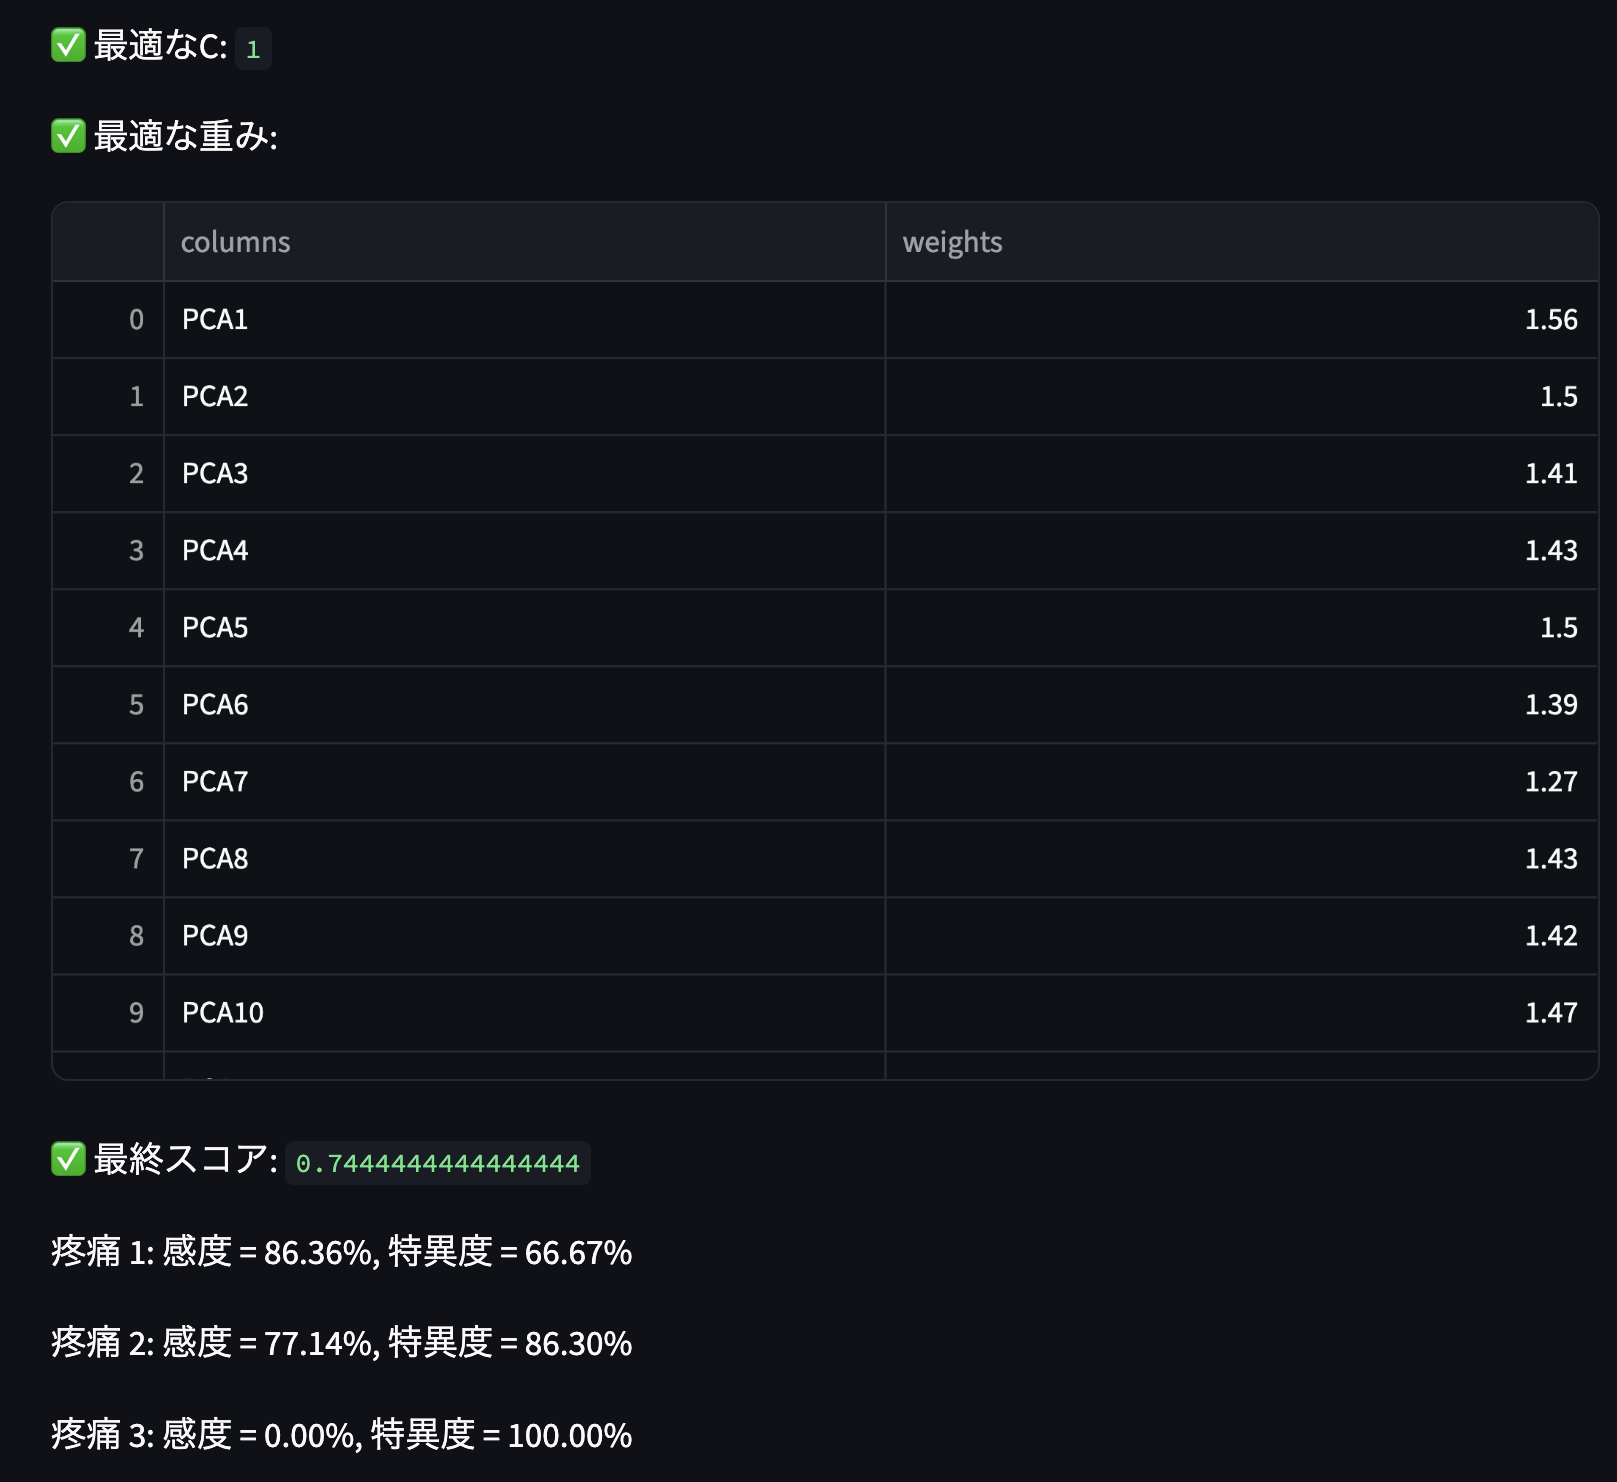 ✅ 最適なC: 1
✅ 最適な重み:
columns weights
0 PCA1 1.56
1 PCA2 1.5
2 PCA3 1.41
3 PCA4 1.43
4 PCA5 1.5
5 PCA6 1.39
6 PCA7 1.27
7 PCA8 1.43
8 PCA9 1.42
9 PCA10 1.47
✅ 最終スコア: 0.7444444444444444
疼痛 1: 感度 = 86.36%, 特異度 = 66.67%
疼痛 2: 感度 = 77.14%, 特異度 = 86.30%
疼痛 3: 感度 = 0.00%, 特異度 = 100.00%